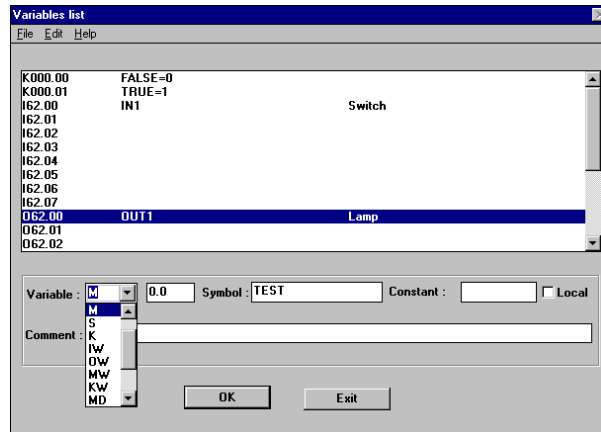 Variables list
File Edit Help
K000.00 FALSE=0
K000.01 TRUE=1
I62.00 IN1 Switch
I62.01
I62.02
I62.03
I62.04
I62.05
I62.06
I62.07
O62.00 OUT1 Lamp
O62.01
O62.02
Variable : M 0.0 Symbol : TEST Constant : Local
M
S
Comment : K
IW
OW
MW
KW
MD
OK Exit